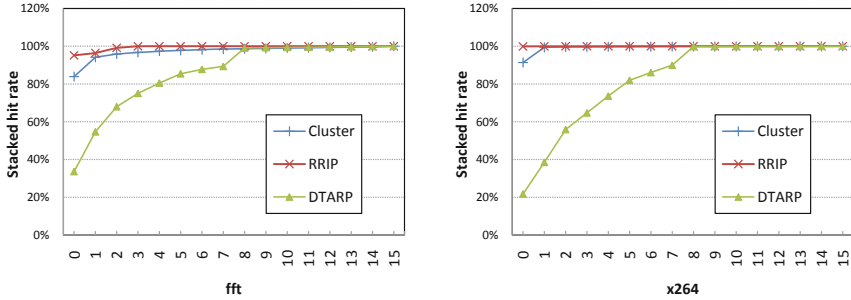 120%
100%
80%
60%
40%
20%
0%
Stacked hit rate
Cluster
RRIP
DTARP
0 1 2 3 4 5 6 7 8 9 10 11 12 13 14 15
fft
120%
100%
80%
60%
40%
20%
0%
Stacked hit rate
Cluster
RRIP
DTARP
0 1 2 3 4 5 6 7 8 9 10 11 12 13 14 15
x264